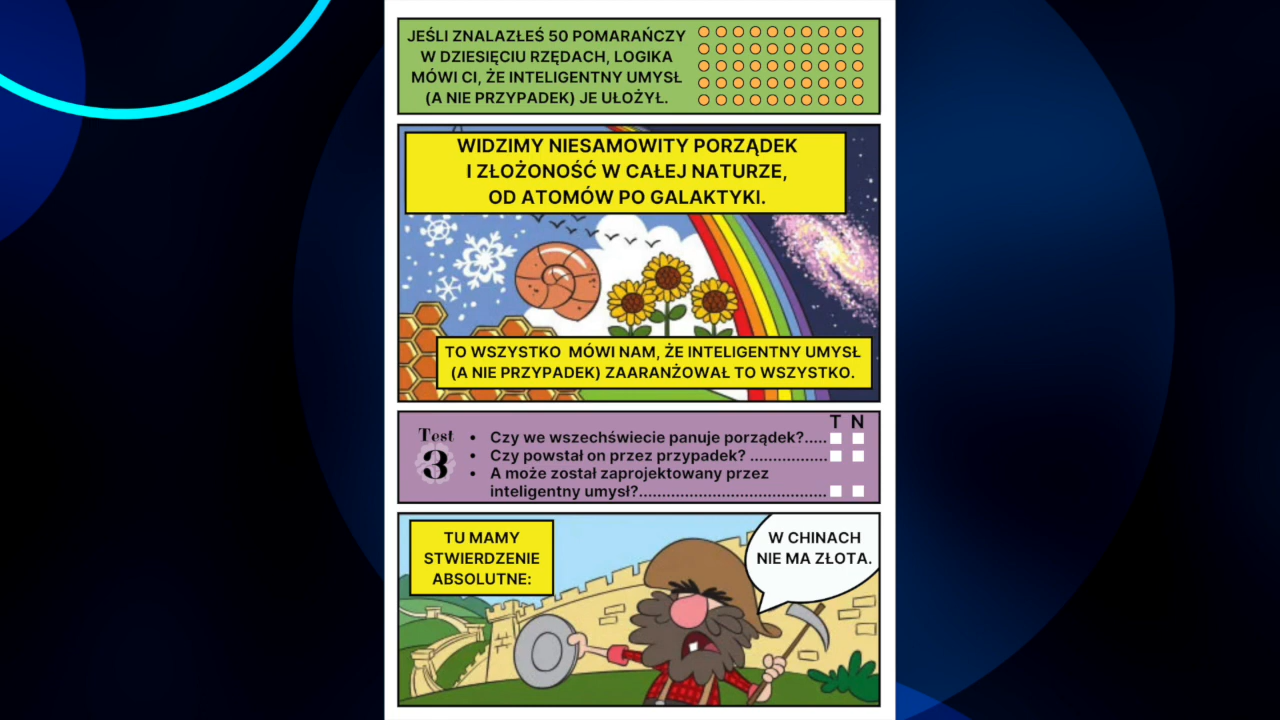 JEŚLI ZNALAZŁEŚ 50 POMARAŃCZY
W DZIESIĘCIU RZĘDACH, LOGIKA
MÓWI CI, ŻE INTELIGENTNY UMYSŁ
(A NIE PRZYPADEK) JE UŁOŻYŁ.
WIDZIMY NIESAMOWITY PORZĄDEK
I ZŁOŻONOŚĆ W CAŁEJ NATURZE,
OD ATOMÓW PO GALAKTYKI.
TO WSZYSTKO MÓWI NAM, ŻE INTELIGENTNY UMYSŁ
(A NIE PRZYPADEK) ZAARANŻOWAŁ TO WSZYSTKO.
T N
Test
3
• Czy we wszechświecie panuje porządek?.....
• Czy powstał on przez przypadek? .................
• A może został zaprojektowany przez
inteligentny umysł?.........................................
TU MAMY
STWIERDZENIE
ABSOLUTNE:
W CHINACH
NIE MA ZŁOTA.